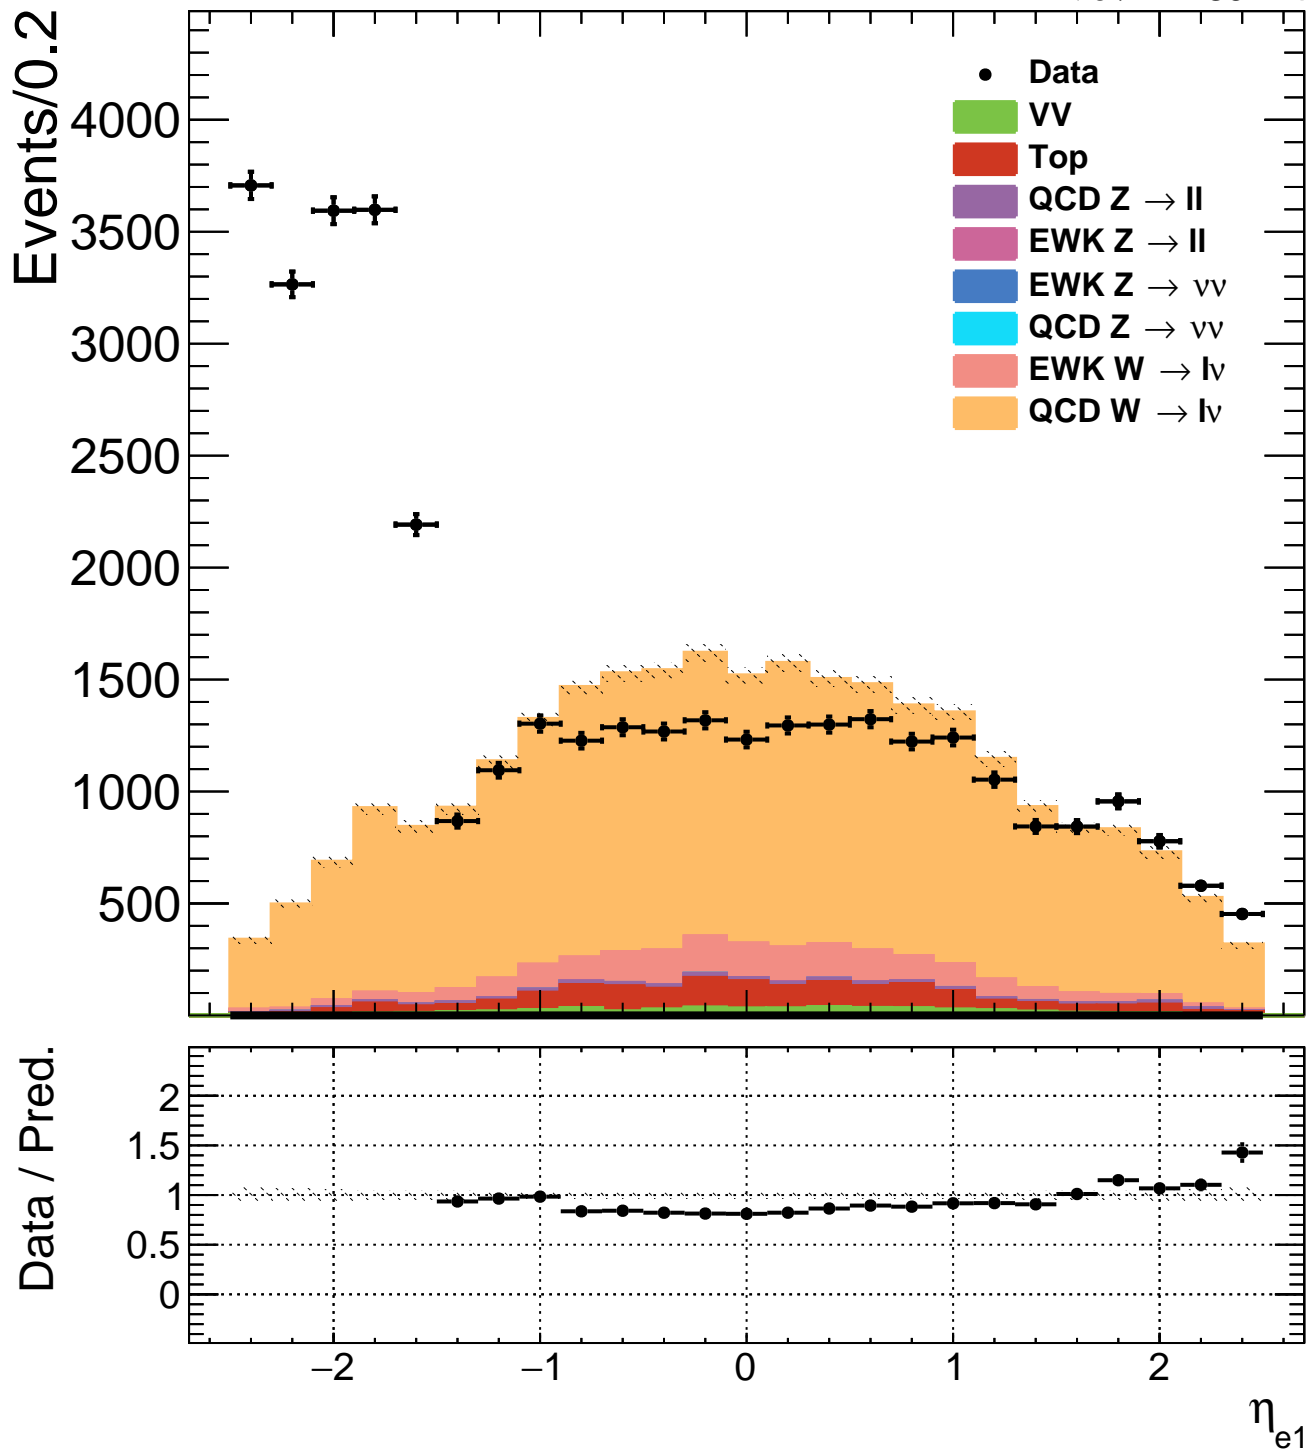 Events/0.2
4000
3500
3000
2500
2000
1500
1000
500
Data
VV
Top
QCD Z → ll
EWK Z → ll
EWK Z → νν
QCD Z → νν
EWK W → lν
QCD W → lν
Data / Pred.
2
1.5
1
0.5
0
−2 −1 0 1 2
η_e1